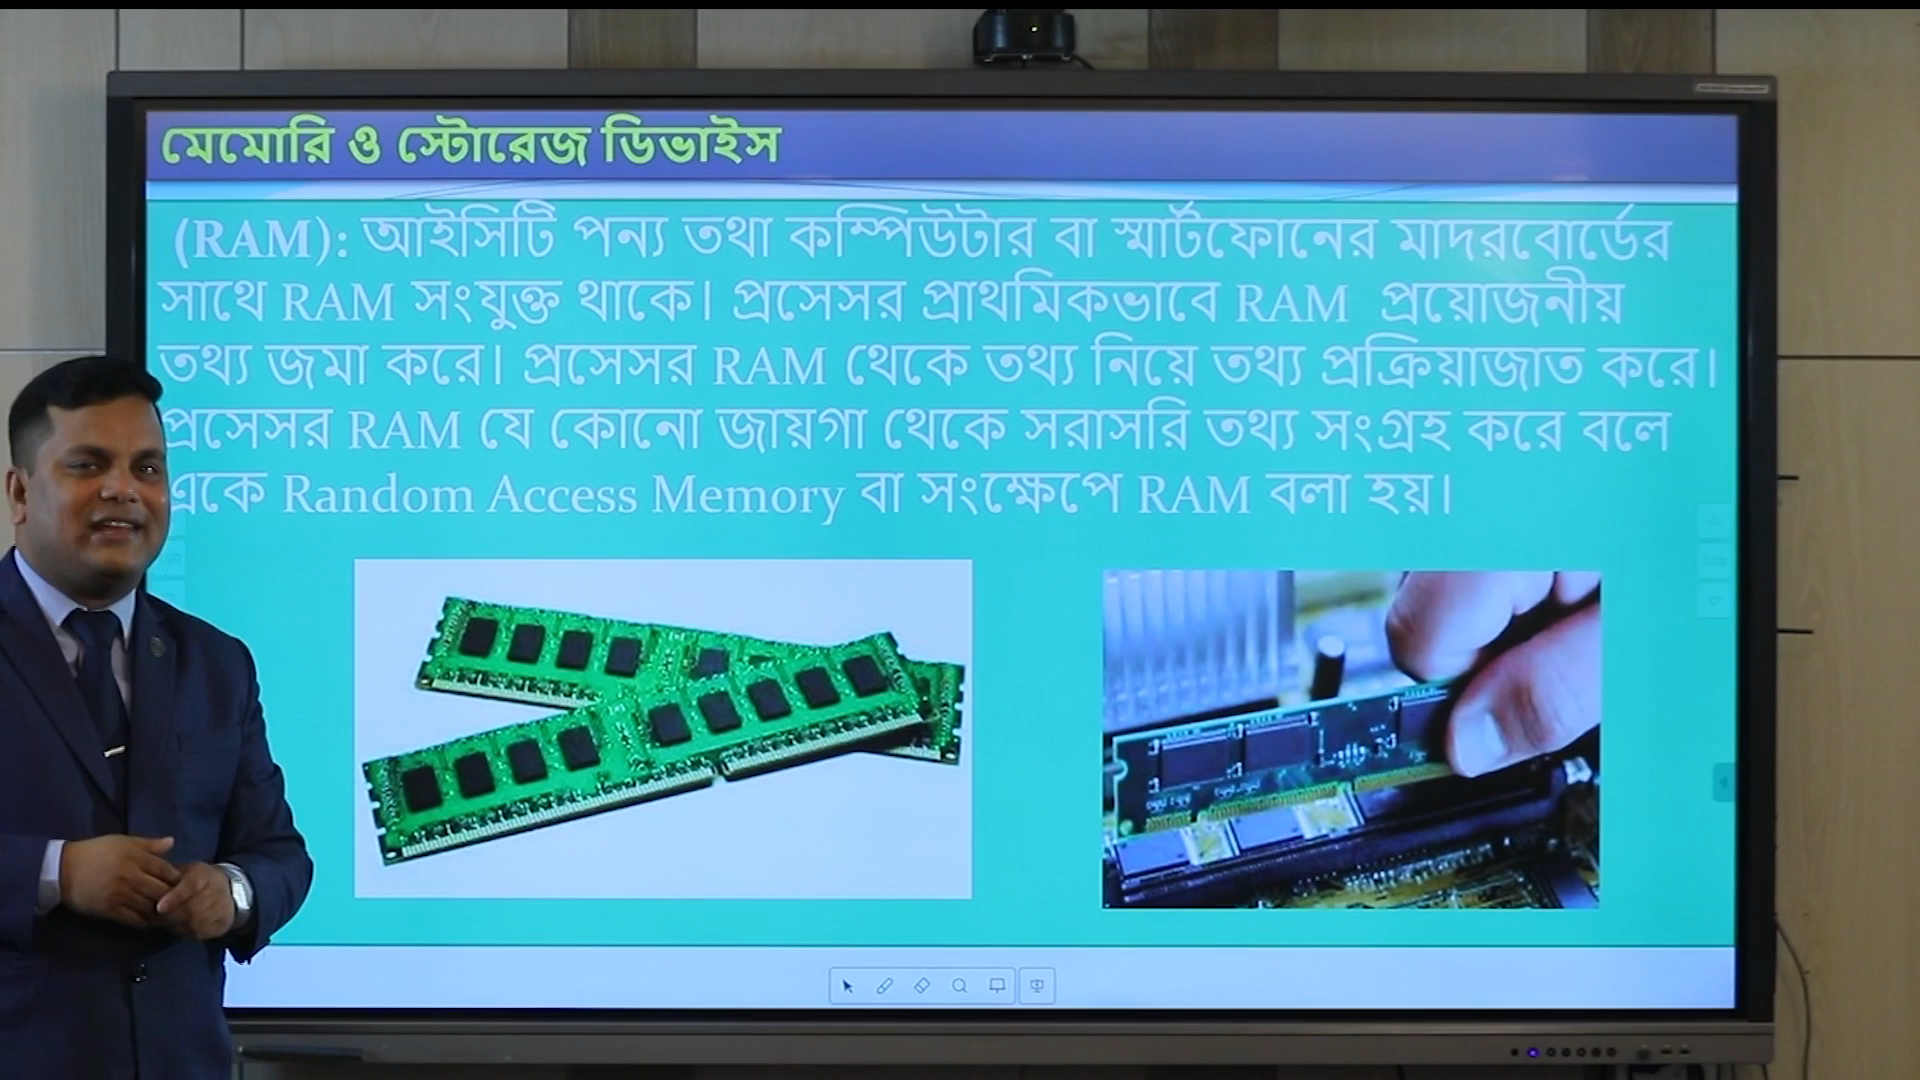 মেমোরি ও স্টোরেজ ডিভাইস
(RAM): আইসিটি পন্য তথা কম্পিউটার বা স্মার্টফোনের মাদরবোর্ডের
সাথে RAM সংযুক্ত থাকে। প্রসেসর প্রাথমিকভাবে RAM প্রয়োজনীয়
তথ্য জমা করে। প্রসেসর RAM থেকে তথ্য নিয়ে তথ্য প্রক্রিয়াজাত করে।
প্রসেসর RAM যে কোনো জায়গা থেকে সরাসরি তথ্য সংগ্রহ করে বলে
একে Random Access Memory বা সংক্ষেপে RAM বলা হয়।